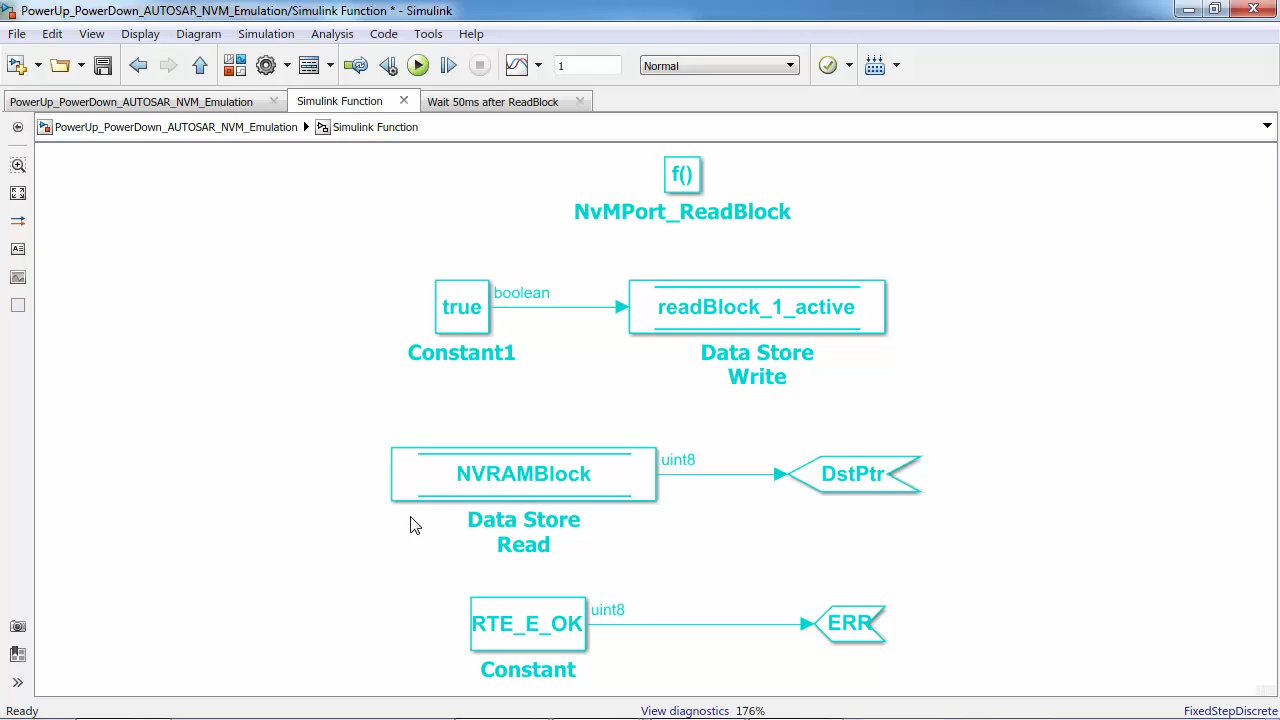 PowerUp_PowerDown_AUTOSAR_NVM_Emulation/Simulink Function * - Simulink
File Edit View Display Diagram Simulation Analysis Code Tools Help
1 Normal
PowerUp_PowerDown_AUTOSAR_NVM_Emulation Simulink Function Wait 50ms after ReadBlock
PowerUp_PowerDown_AUTOSAR_NVM_Emulation Simulink Function
f()
NvMPort_ReadBlock
true boolean readBlock_1_active
Constant1 Data Store
Write
NVRAMBlock uint8 DstPtr
Data Store
Read
RTE_E_OK uint8 ERR
Constant
Ready View diagnostics 176% FixedStepDiscrete